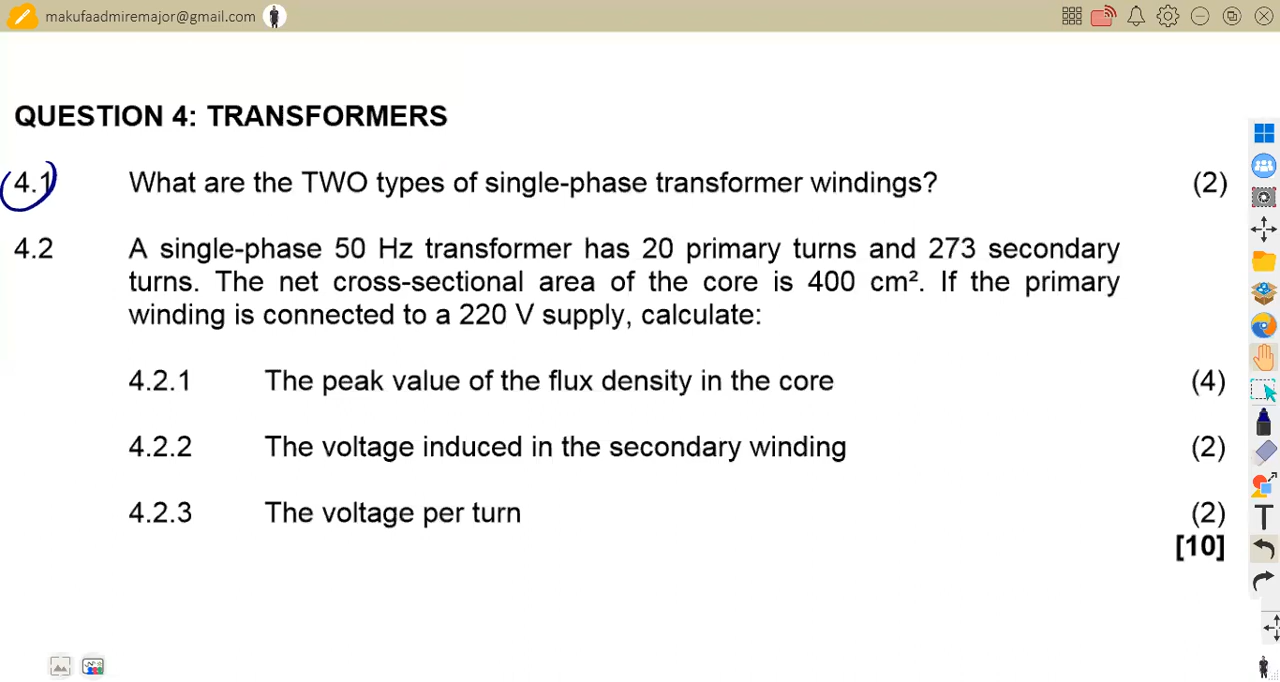 makufaadmiremajor@gmail.com
QUESTION 4: TRANSFORMERS
4.1 What are the TWO types of single-phase transformer windings? (2)
4.2 A single-phase 50 Hz transformer has 20 primary turns and 273 secondary
turns. The net cross-sectional area of the core is 400 cm². If the primary
winding is connected to a 220 V supply, calculate:
4.2.1 The peak value of the flux density in the core (4)
4.2.2 The voltage induced in the secondary winding (2)
4.2.3 The voltage per turn (2)
[10]